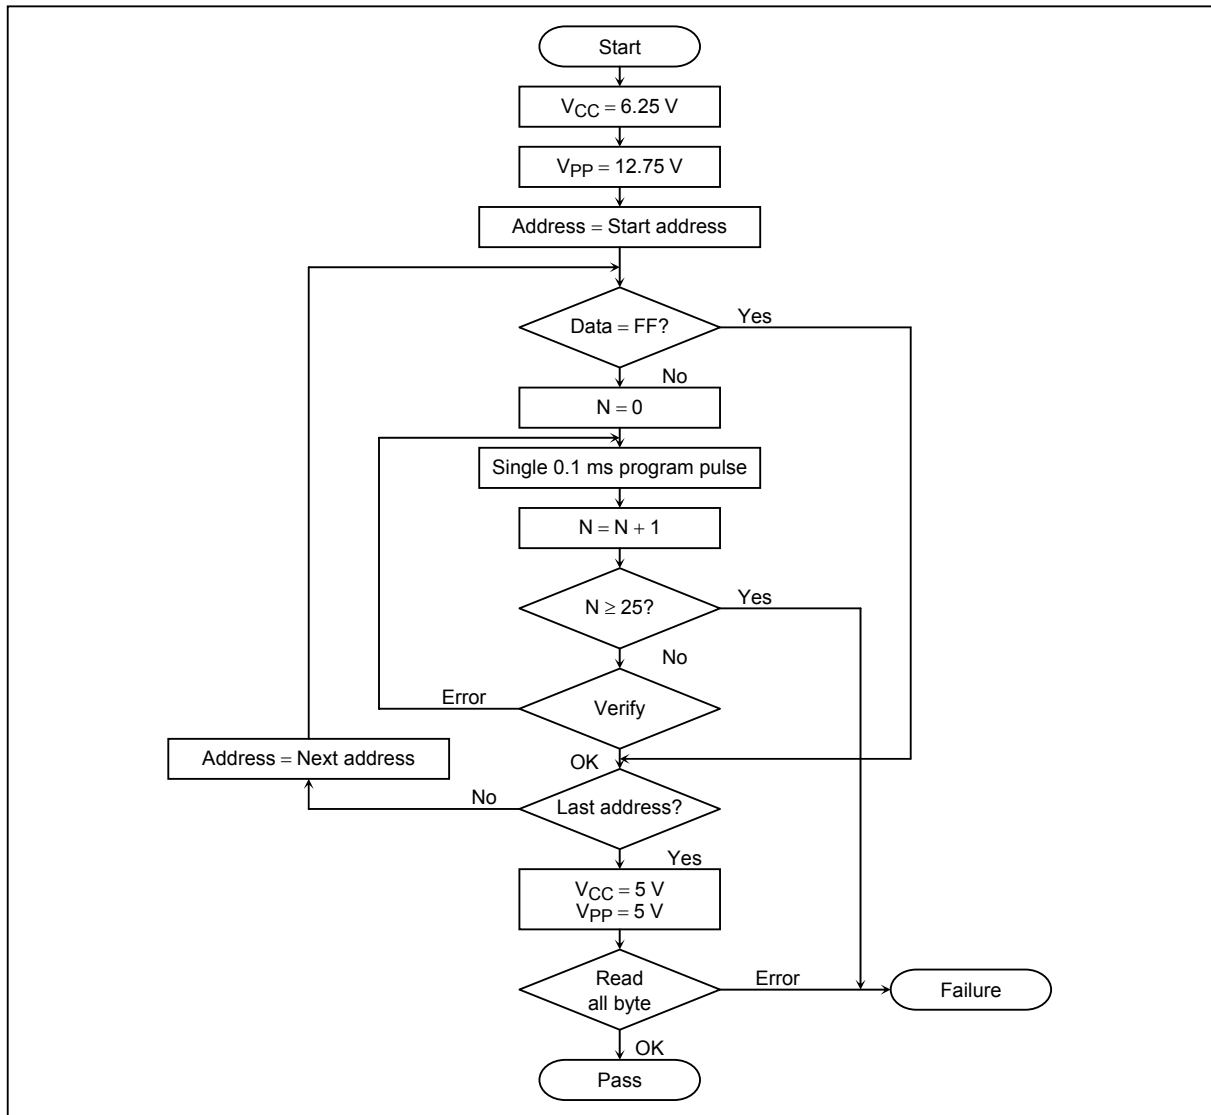 Start
VCC = 6.25 V
VPP = 12.75 V
Address = Start address
Data = FF?
Yes
No
N = 0
Single 0.1 ms program pulse
N = N + 1
N ≥ 25?
Yes
No
Error
Verify
Address = Next address
OK
No
Last address?
Yes
VCC = 5 V
VPP = 5 V
Read
all byte
Error
Failure
OK
Pass